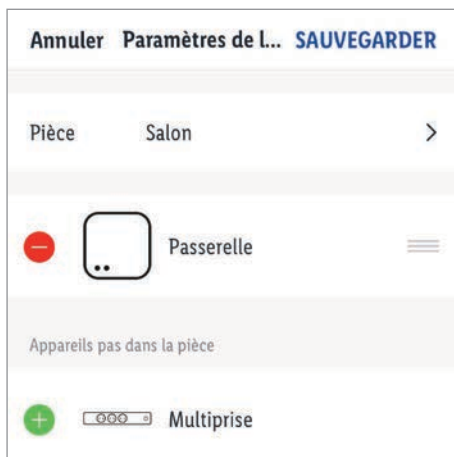 Annuler Paramètres de l... SAUVEGARDER
Pièce Salon
Passerelle
Appareils pas dans la pièce
Multiprise